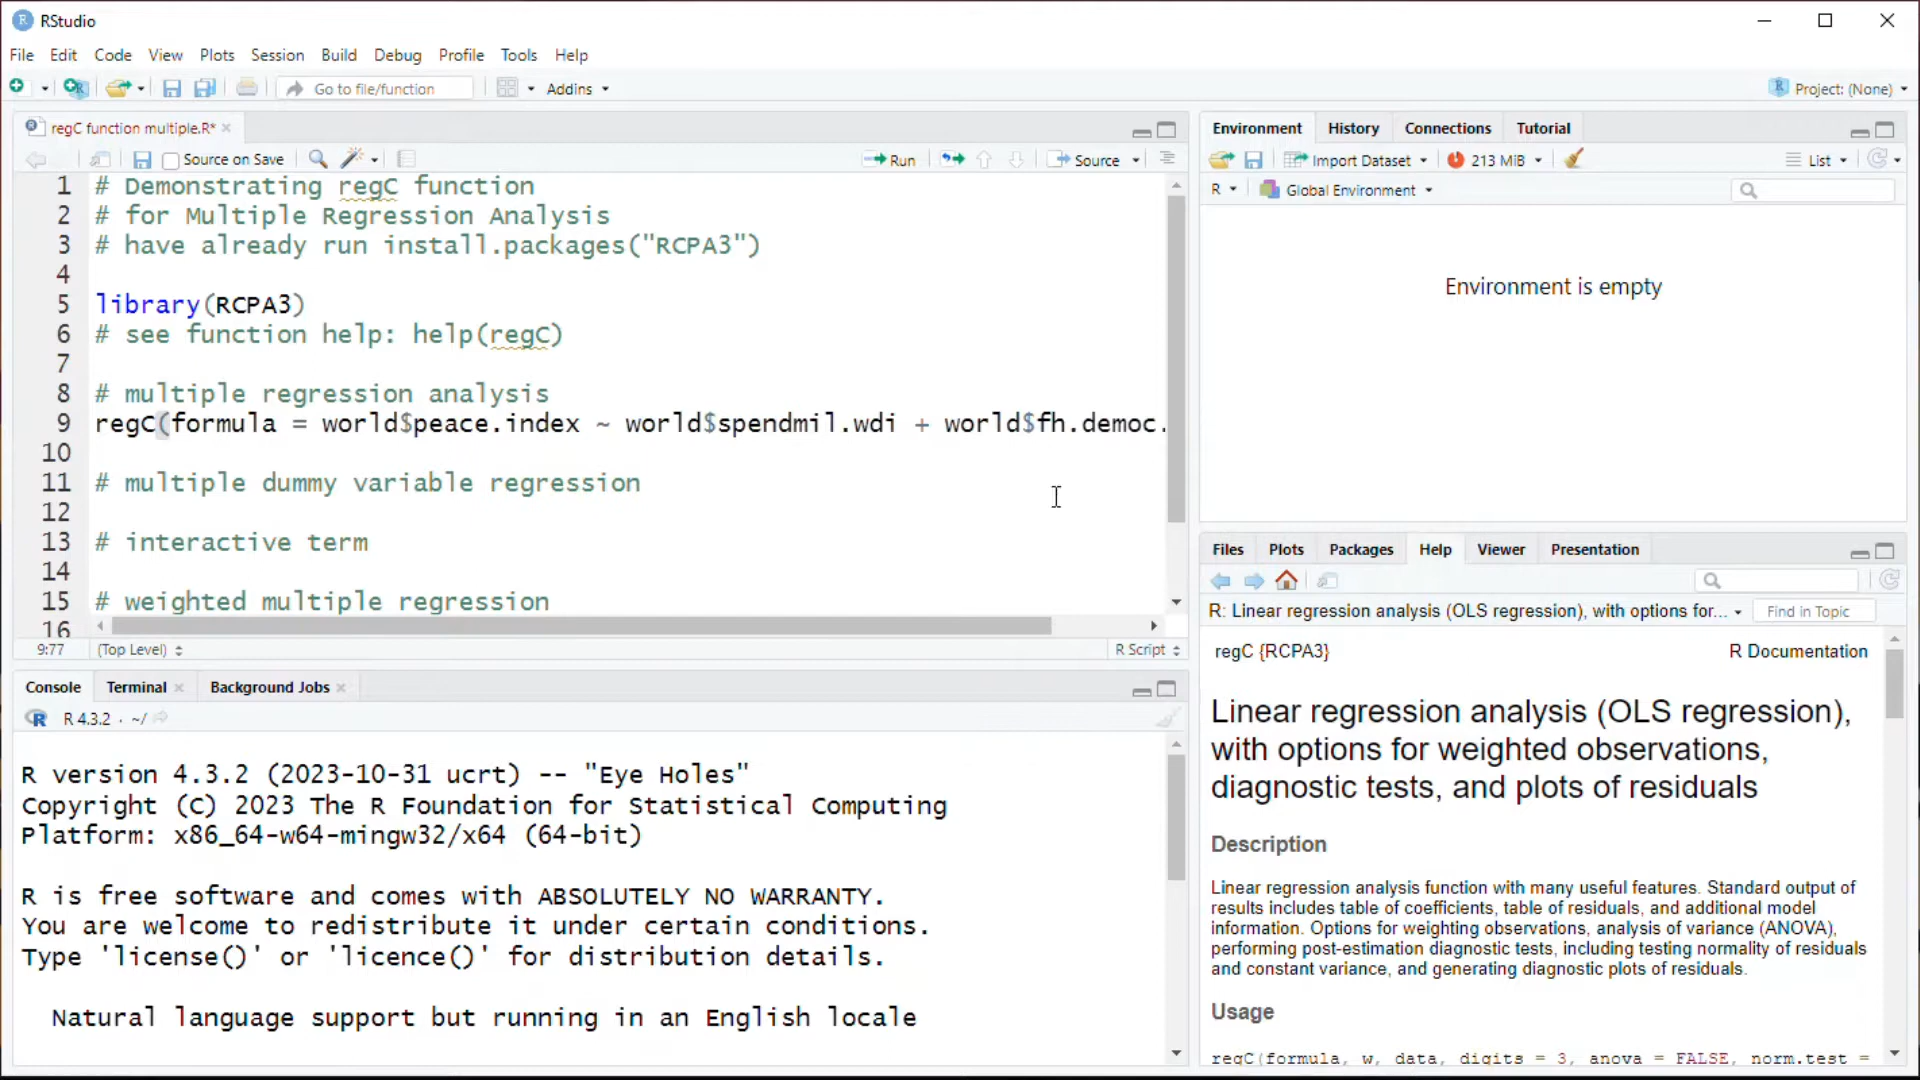 RStudio
File Edit Code View Plots Session Build Debug Profile Tools Help
Go to file/function Addins Project: (None)
regC function multiple.R*
Source on Save Run Source
1 # Demonstrating regC function
2 # for Multiple Regression Analysis
3 # have already run install.packages("RCPA3")
4
5 library(RCPA3)
6 # see function help: help(regC)
7
8 # multiple regression analysis
9 regC(formula = world$peace.index ~ world$spendmil.wdi + world$fh.democ.
10
11 # multiple dummy variable regression
12
13 # interactive term
14
15 # weighted multiple regression
16
9:77 (Top Level) R Script
Console Terminal Background Jobs
R 4.3.2 · ~/
R version 4.3.2 (2023-10-31 ucrt) -- "Eye Holes"
Copyright (C) 2023 The R Foundation for Statistical Computing
Platform: x86_64-w64-mingw32/x64 (64-bit)
R is free software and comes with ABSOLUTELY NO WARRANTY.
You are welcome to redistribute it under certain conditions.
Type 'license()' or 'licence()' for distribution details.
Natural language support but running in an English locale
Environment History Connections Tutorial
Import Dataset 213 MiB List
R Global Environment
Environment is empty
Files Plots Packages Help Viewer Presentation
R: Linear regression analysis (OLS regression), with options for... Find in Topic
regC {RCPA3} R Documentation
Linear regression analysis (OLS regression),
with options for weighted observations,
diagnostic tests, and plots of residuals
Description
Linear regression analysis function with many useful features. Standard output of
results includes table of coefficients, table of residuals, and additional model
information. Options for weighting observations, analysis of variance (ANOVA),
performing post-estimation diagnostic tests, including testing normality of residuals
and constant variance, and generating diagnostic plots of residuals.
Usage
regC(formula, w, data, digits = 3, anova = FALSE, norm.test =